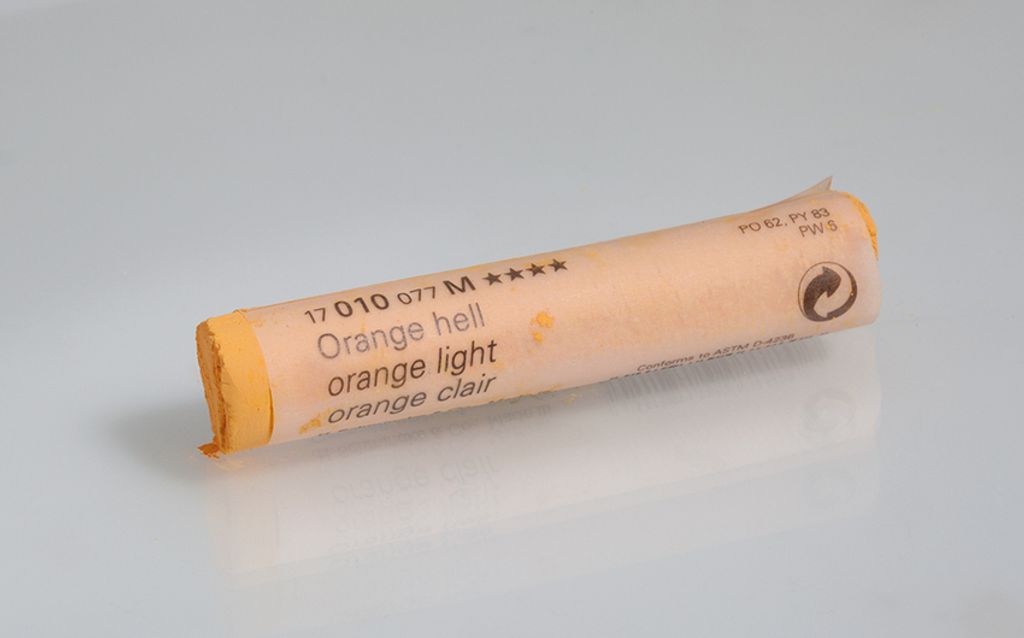 17 010 077 M ★★★★
Orange hell
orange light
orange clair
PO 62, PY 83
PW 6
Conforms to ASTM D-4236